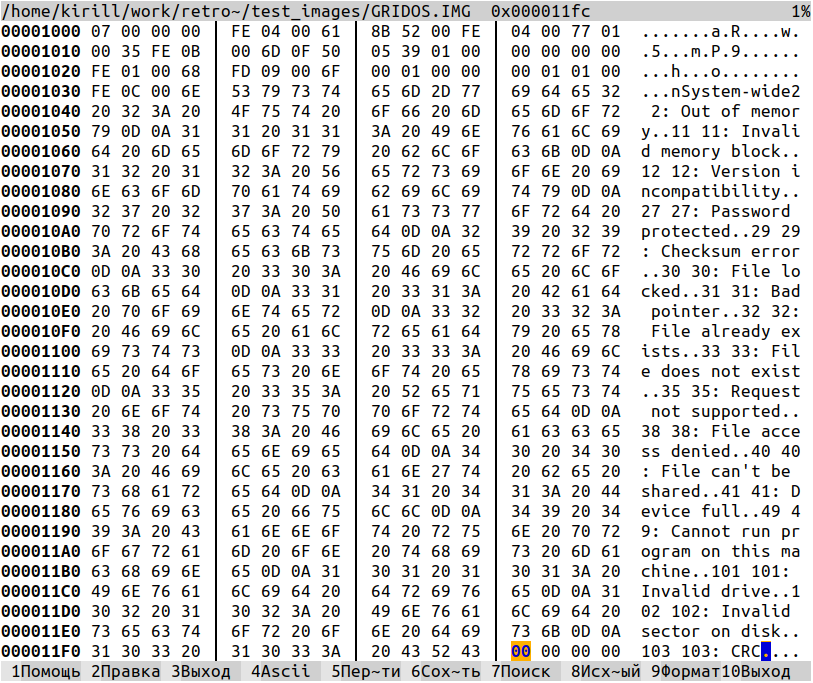 /home/kirill/work/retro~/test_images/GRIDOS.IMG 0x000011fc 1%
00001000 07 00 00 00 FE 04 00 61 8B 52 00 FE 04 00 77 01 .......a.R....w.
00001010 00 35 FE 0B 00 6D 0F 50 05 39 01 00 00 00 00 00 .5...m.P.9......
00001020 FE 01 00 68 FD 09 00 6F 00 01 00 00 00 01 01 00 ...h...o........
00001030 FE 0C 00 6E 53 79 73 74 65 6D 2D 77 69 64 65 32 ...nSystem-wide2
00001040 20 32 3A 20 4F 75 74 20 6F 66 20 6D 65 6D 6F 72 2: Out of memor
00001050 79 0D 0A 31 31 20 31 31 3A 20 49 6E 76 61 6C 69 y..11 11: Invali
00001060 64 20 6D 65 6D 6F 72 79 20 62 6C 6F 63 6B 0D 0A d memory block..
00001070 31 32 20 31 32 3A 20 56 65 72 73 69 6F 6E 20 69 12 12: Version i
00001080 6E 63 6F 6D 70 61 74 69 62 69 6C 69 74 79 0D 0A ncompatibility..
00001090 32 37 20 32 37 3A 20 50 61 73 73 77 6F 72 64 20 27 27: Password
000010A0 70 72 6F 74 65 63 74 65 64 0D 0A 32 39 20 32 39 protected..29 29
000010B0 3A 20 43 68 65 63 6B 73 75 6D 20 65 72 72 6F 72 : Checksum error
000010C0 0D 0A 33 30 20 33 30 3A 20 46 69 6C 65 20 6C 6F ..30 30: File lo
000010D0 63 6B 65 64 0D 0A 33 31 20 33 31 3A 20 42 61 64 cked..31 31: Bad
000010E0 20 70 6F 69 6E 74 65 72 0D 0A 33 32 20 33 32 3A pointer..32 32:
000010F0 20 46 69 6C 65 20 61 6C 72 65 61 64 79 20 65 78 File already ex
00001100 69 73 74 73 0D 0A 33 33 20 33 33 3A 20 46 69 6C ists..33 33: Fil
00001110 65 20 64 6F 65 73 20 6E 6F 74 20 65 78 69 73 74 e does not exist
00001120 0D 0A 33 35 20 33 35 3A 20 52 65 71 75 65 73 74 ..35 35: Request
00001130 20 6E 6F 74 20 73 75 70 70 6F 72 74 65 64 0D 0A not supported..
00001140 33 38 20 33 38 3A 20 46 69 6C 65 20 61 63 63 65 38 38: File acce
00001150 73 73 20 64 65 6E 69 65 64 0D 0A 34 30 20 34 30 ss denied..40 40
00001160 3A 20 46 69 6C 65 20 63 61 6E 27 74 20 62 65 20 : File can't be
00001170 73 68 61 72 65 64 0D 0A 34 31 20 34 31 3A 20 44 shared..41 41: D
00001180 65 76 69 63 65 20 66 75 6C 6C 0D 0A 34 39 20 34 evice full..49 4
00001190 39 3A 20 43 61 6E 6E 6F 74 20 72 75 6E 20 70 72 9: Cannot run pr
000011A0 6F 67 72 61 6D 20 6F 6E 20 74 68 69 73 20 6D 61 ogram on this ma
000011B0 63 68 69 6E 65 0D 0A 31 30 31 20 31 30 31 3A 20 chine..101 101:
000011C0 49 6E 76 61 6C 69 64 20 64 72 69 76 65 0D 0A 31 Invalid drive..1
000011D0 30 32 20 31 30 32 3A 20 49 6E 76 61 6C 69 64 20 02 102: Invalid
000011E0 73 65 63 74 6F 72 20 6F 6E 20 64 69 73 6B 0D 0A sector on disk..
000011F0 31 30 33 20 31 30 33 3A 20 43 52 43 00 00 00 00 103 103: CRC....
1Помощь 2Правка 3Выход 4Ascii 5Пер~ти 6Сох~ть 7Поиск 8Исх~ый 9Формат 10Выход